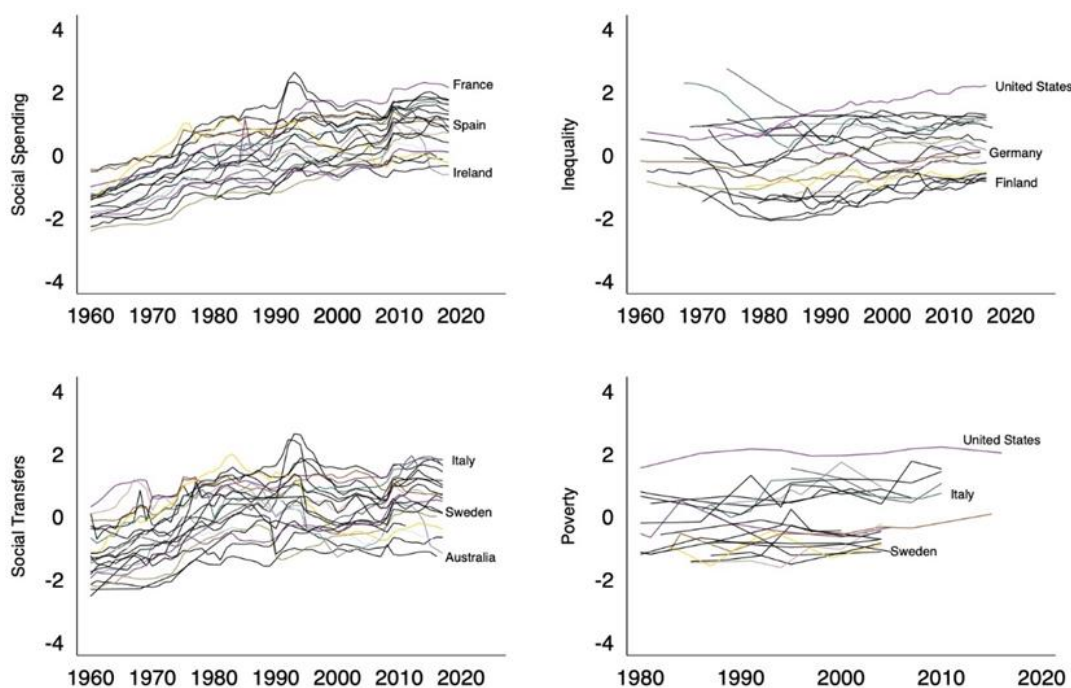 Social Spending
4
2
0
-2
-4
France
Spain
Ireland
1960 1970 1980 1990 2000 2010 2020
Inequality
4
2
0
-2
-4
United States
Germany
Finland
1960 1970 1980 1990 2000 2010 2020
Social Transfers
4
2
0
-2
-4
Italy
Sweden
Australia
1960 1970 1980 1990 2000 2010 2020
Poverty
4
2
0
-2
-4
United States
Italy
Sweden
1980 1990 2000 2010 2020